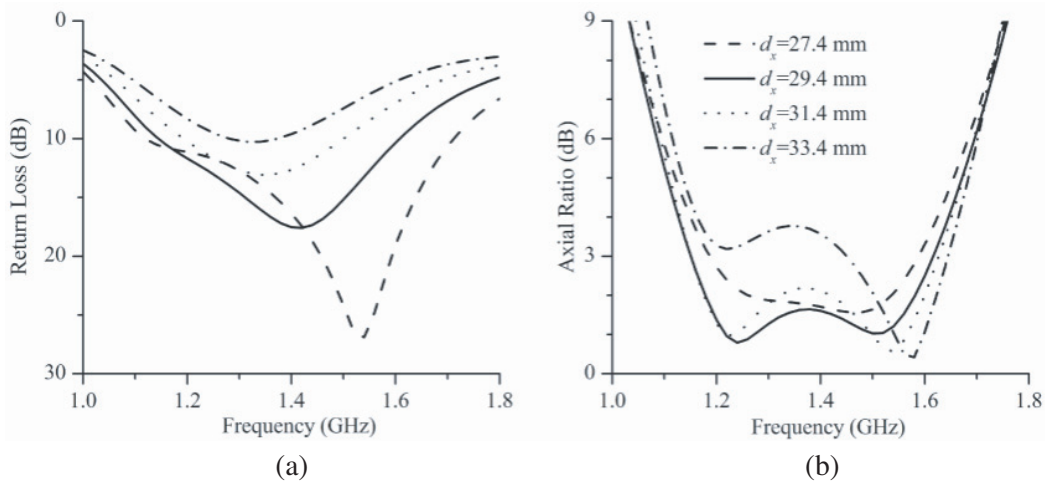 0
10
20
30
Return Loss (dB)
1.0 1.2 1.4 1.6 1.8
Frequency (GHz)
(a)
9
6
3
0
Axial Ratio (dB)
dx=27.4 mm
dx=29.4 mm
dx=31.4 mm
dx=33.4 mm
1.0 1.2 1.4 1.6 1.8
Frequency (GHz)
(b)